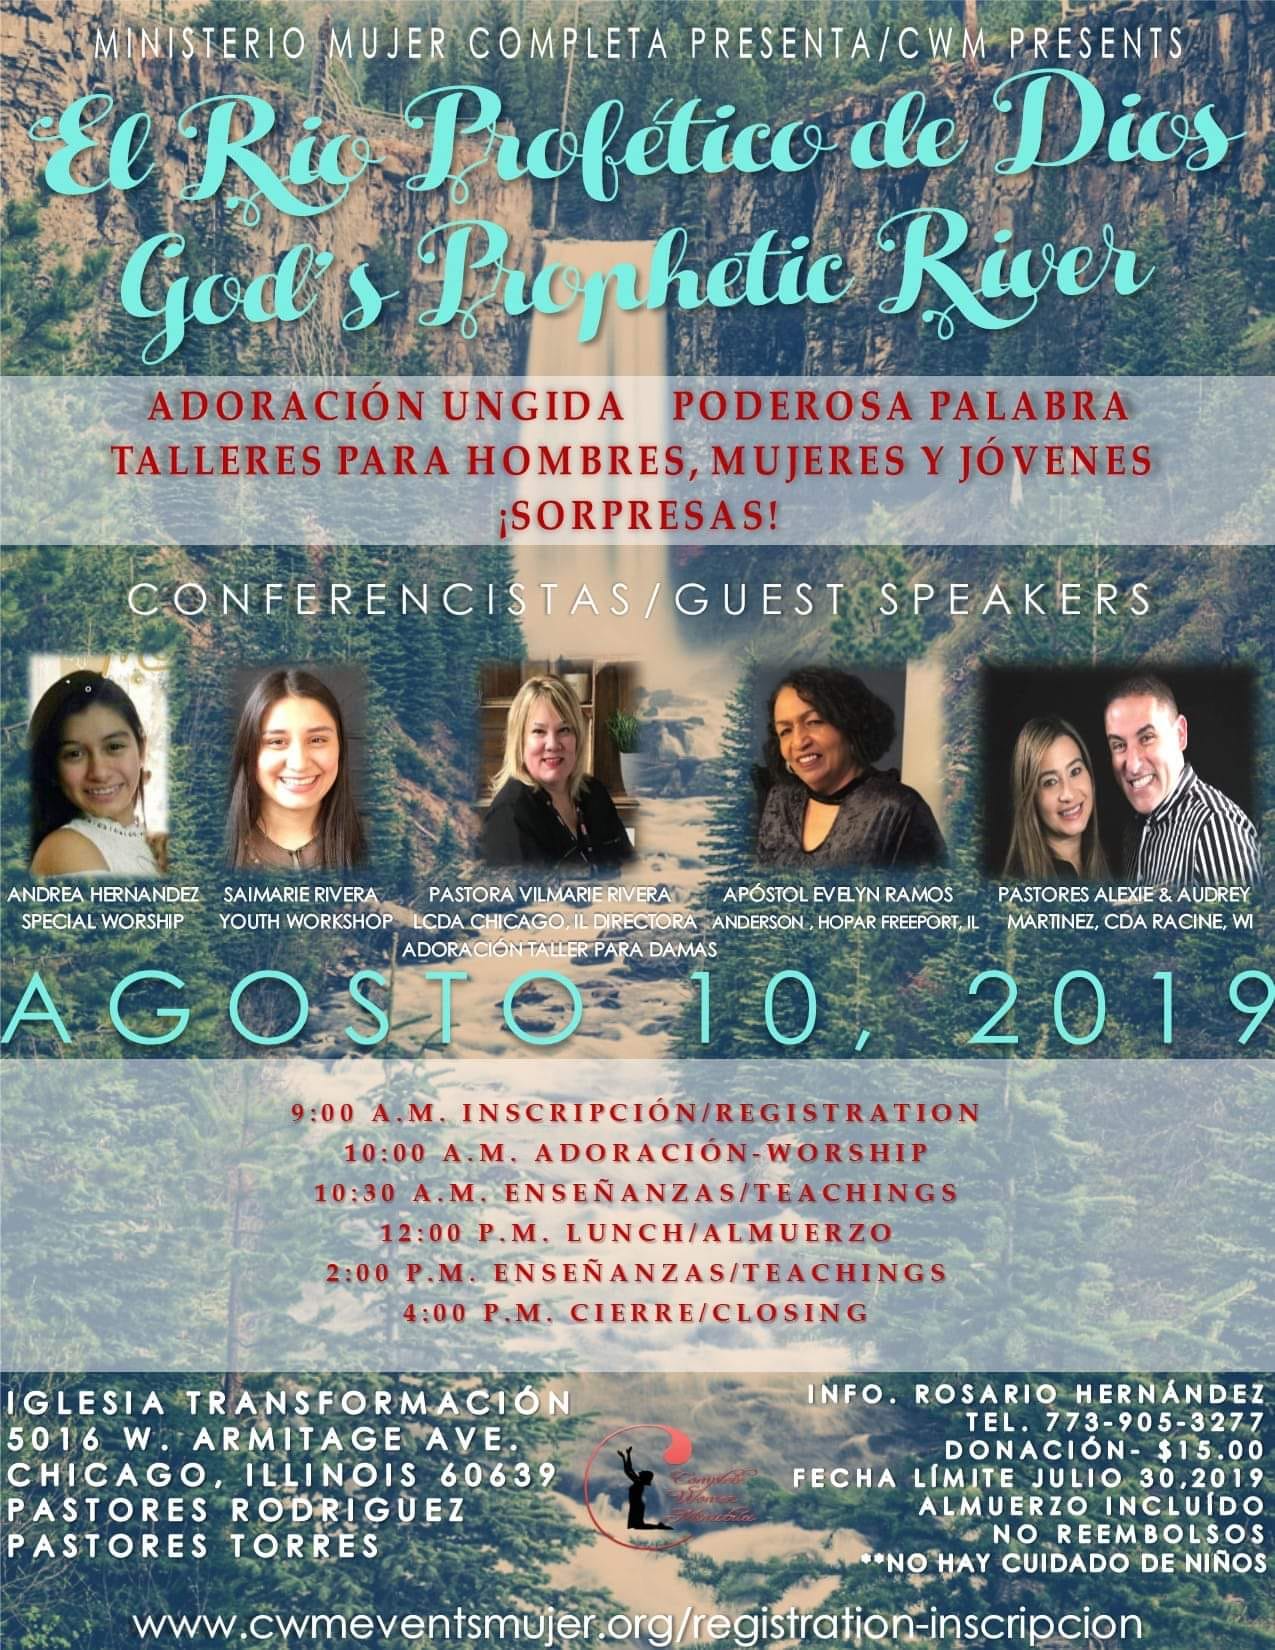 MINISTERIO MUJER COMPLETA PRESENTA/CWM PRESENTS
El Rio Profético de Dios
God's Prophetic River
ADORACIÓN UNGIDA PODEROSA PALABRA
TALLERES PARA HOMBRES, MUJERES Y JÓVENES
¡SORPRESAS!
CONFERENCISTAS/GUEST SPEAKERS
ANDREA HERNANDEZ
SPECIAL WORSHIP
SAIMARIE RIVERA
YOUTH WORKSHOP
PASTORA VILMARIE RIVERA
LCDA CHICAGO, IL DIRECTORA
ADORACIÓN TALLER PARA DAMAS
APÓSTOL EVELYN RAMOS
ANDERSON , HOPAR FREEPORT, IL
PASTORES ALEXIE & AUDREY
MARTINEZ, CDA RACINE, WI
AGOSTO 10, 2019
9:00 A.M. INSCRIPCIÓN/REGISTRATION
10:00 A.M. ADORACIÓN-WORSHIP
10:30 A.M. ENSEÑANZAS/TEACHINGS
12:00 P.M. LUNCH/ALMUERZO
2:00 P.M. ENSEÑANZAS/TEACHINGS
4:00 P.M. CIERRE/CLOSING
IGLESIA TRANSFORMACIÓN
5016 W. ARMITAGE AVE.
CHICAGO, ILLINOIS 60639
PASTORES RODRIGUEZ
PASTORES TORRES
Complete
INFO. ROSARIO HERNÁNDEZ
TEL. 773-905-3277
DONACIÓN- $15.00
FECHA LÍMITE JULIO 30,2019
ALMUERZO INCLUÍDO
NO REEMBOLSOS
**NO HAY CUIDADO DE NIÑOS
www.cwmeventsmujer.org/registration-inscripcion